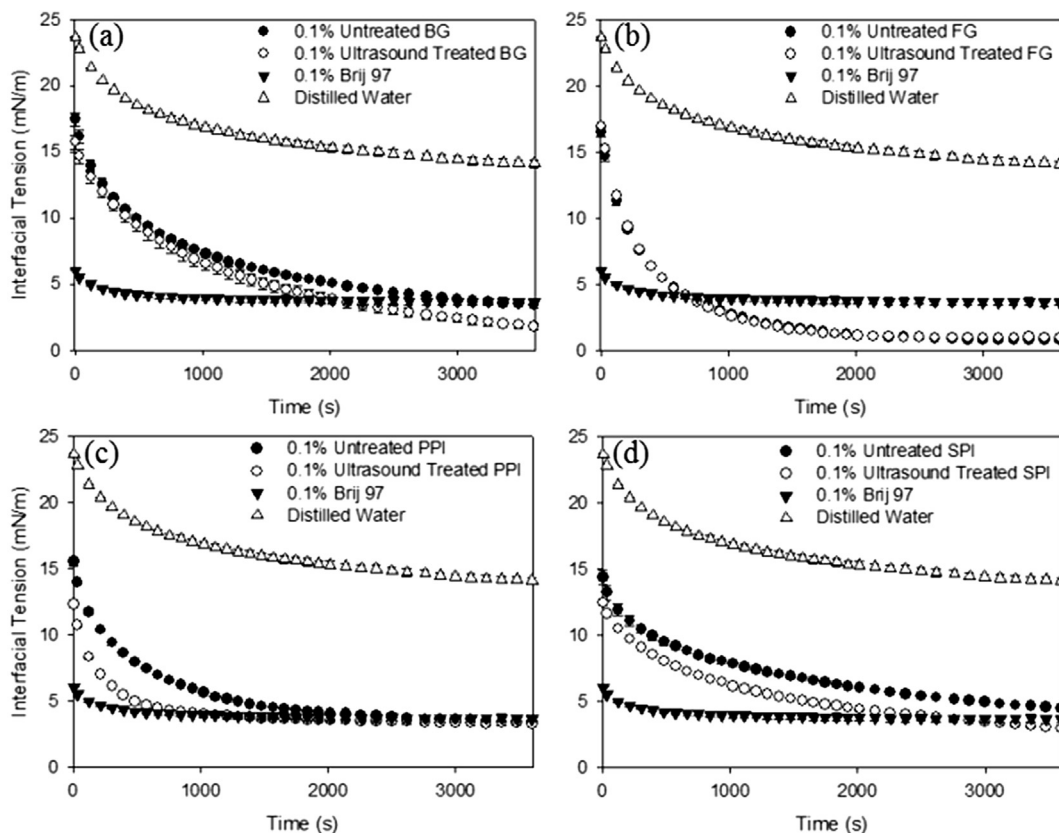 (a)
0.1% Untreated BG
0.1% Ultrasound Treated BG
0.1% Brij 97
Distilled Water
Interfacial Tension (mN/m)
25
20
15
10
5
0
0 1000 2000 3000
Time (s)
(b)
0.1% Untreated FG
0.1% Ultrasound Treated FG
0.1% Brij 97
Distilled Water
25
20
15
10
5
0
0 1000 2000 3000
Time (s)
(c)
0.1% Untreated PPI
0.1% Ultrasound Treated PPI
0.1% Brij 97
Distilled Water
Interfacial Tension (mN/m)
25
20
15
10
5
0
0 1000 2000 3000
Time (s)
(d)
0.1% Untreated SPI
0.1% Ultrasound Treated SPI
0.1% Brij 97
Distilled Water
25
20
15
10
5
0
0 1000 2000 3000
Time (s)